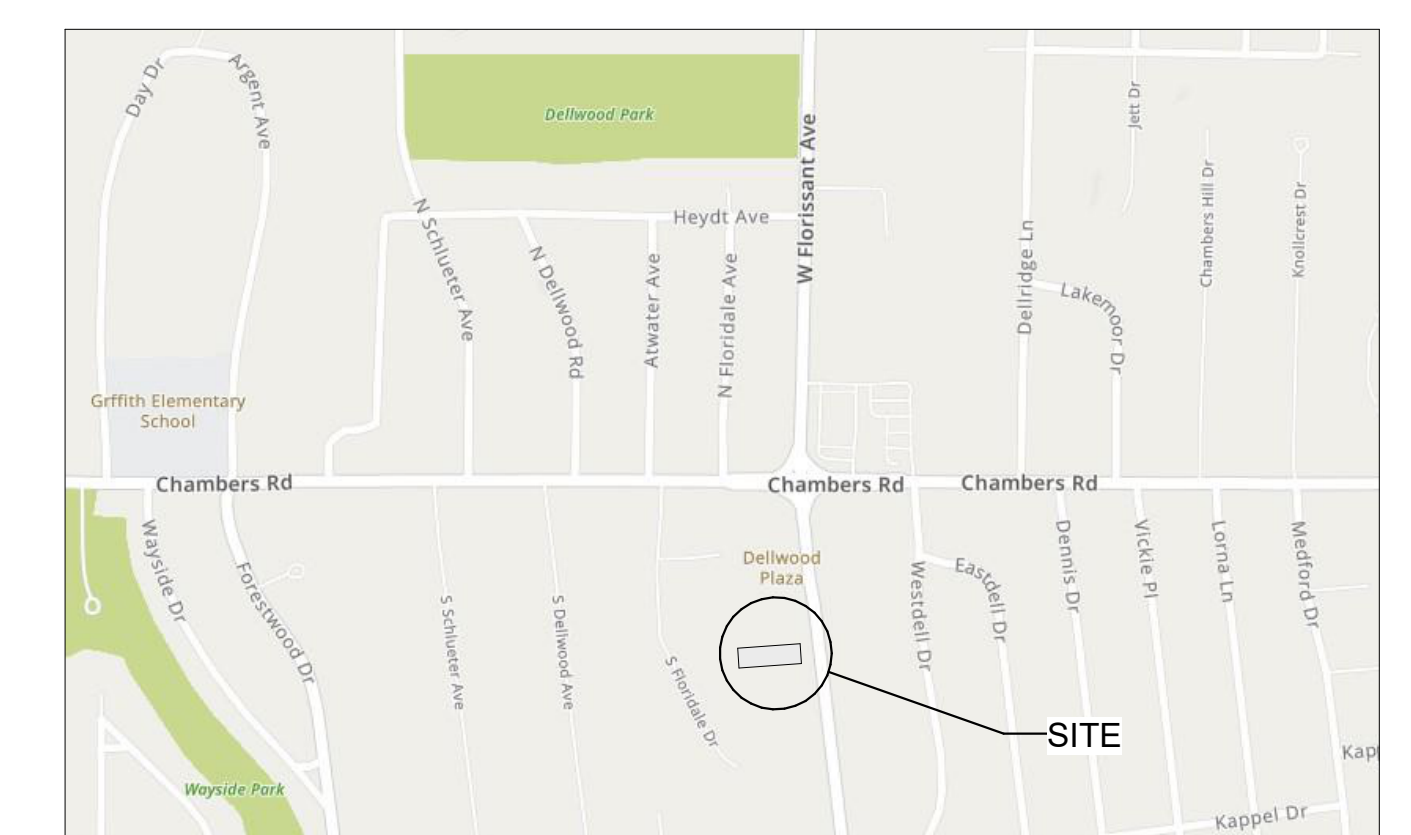 Day Dr
Argent Ave
Dellwood Park
Jett Dr
W Florissant Ave
Chambers Hill Dr
Knollcrest Dr
N Schlueter Ave
Heydt Ave
N Dellwood Rd
Atwater Ave
N Floridale Ave
Dellridge Ln
Lakemoor Dr
Grffith Elementary
School
Chambers Rd
Chambers Rd
Chambers Rd
Wayside Dr
Forestwood Dr
S Schlueter Ave
S Dellwood Ave
S Floridale Dr
Dellwood
Plaza
Westdell Dr
Eastdell Dr
Dennis Dr
Vickie Pl
Lorna Ln
Medford Dr
SITE
Kapp
Wayside Park
Kappel Dr